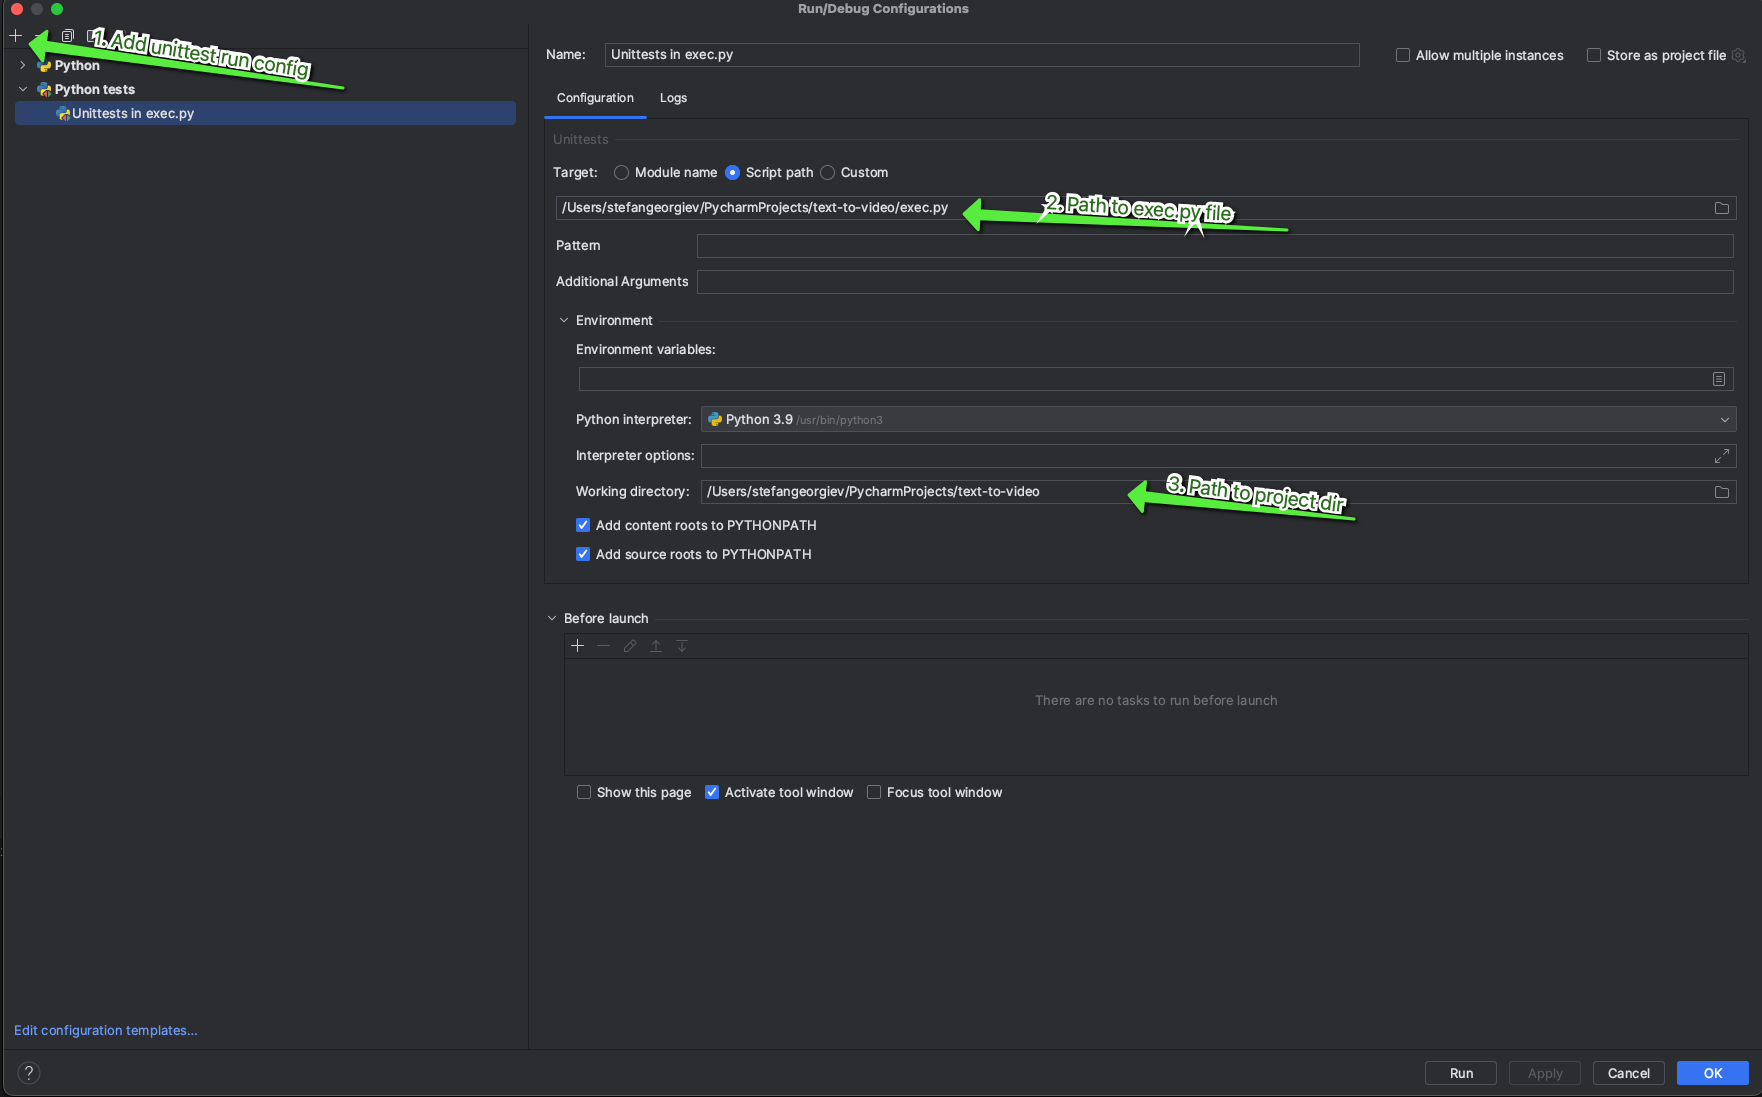 Run/Debug Configurations
1. Add unittest run config
Python
Python tests
Unittests in exec.py
Name:
Unittests in exec.py
Allow multiple instances
Store as project file
Configuration
Logs
Unittests
Target:
Module name
Script path
Custom
/Users/stefangeorgiev/PycharmProjects/text-to-video/exec.py
2. Path to exec.py file
Pattern
Additional Arguments
Environment
Environment variables:
Python interpreter:
Python 3.9 /usr/bin/python3
Interpreter options:
Working directory:
/Users/stefangeorgiev/PycharmProjects/text-to-video
3. Path to project dir
Add content roots to PYTHONPATH
Add source roots to PYTHONPATH
Before launch
There are no tasks to run before launch
Show this page
Activate tool window
Focus tool window
Edit configuration templates...
?
Run
Apply
Cancel
OK